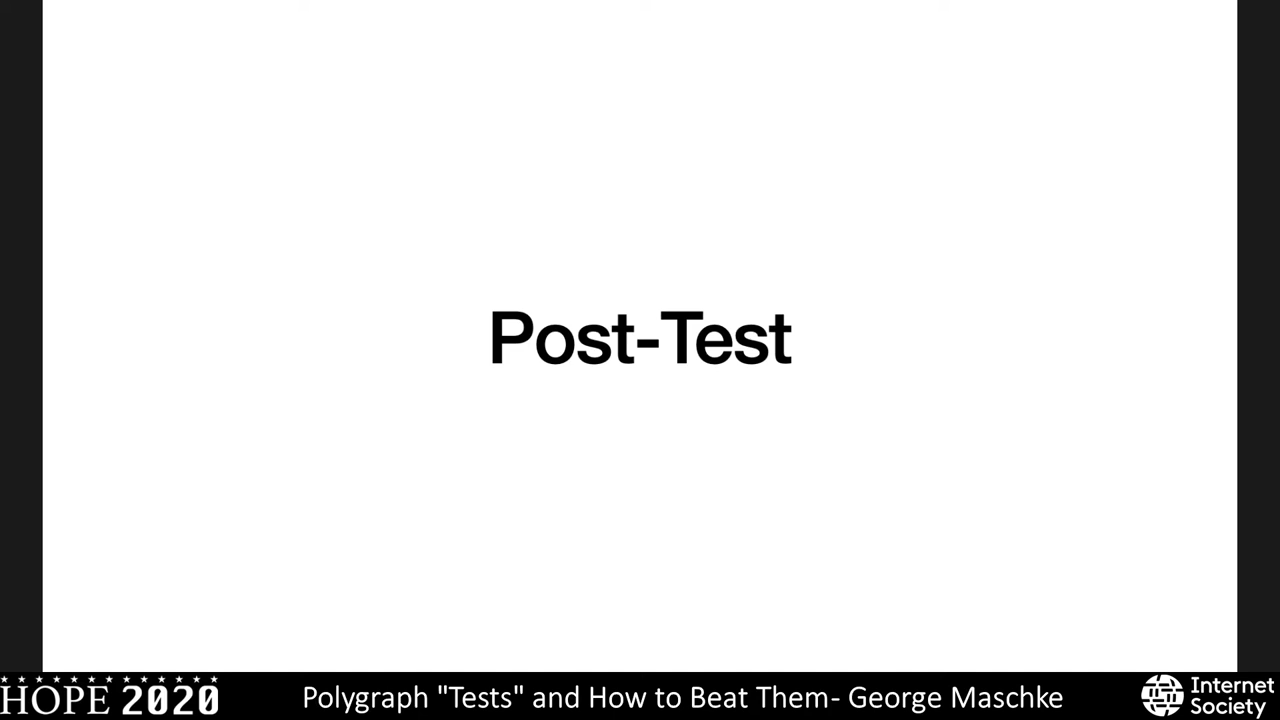 Post-Test
HOPE 2020
Polygraph "Tests" and How to Beat Them- George Maschke
Internet
Society